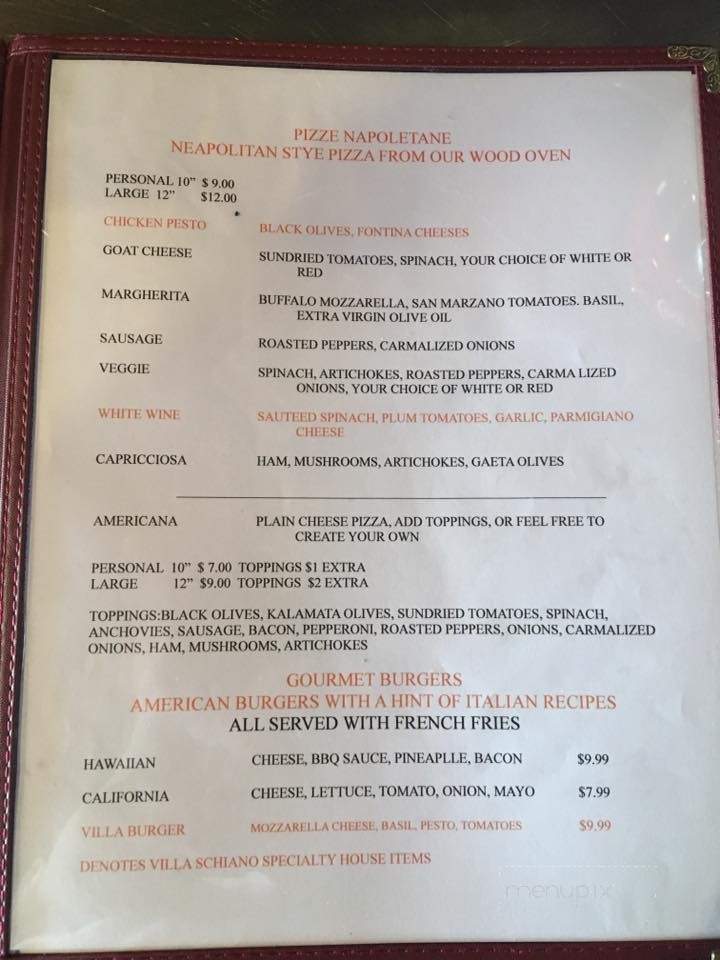 PIZZE NAPOLETANE
NEAPOLITAN STYE PIZZA FROM OUR WOOD OVEN
PERSONAL 10" $ 9.00
LARGE 12" $12.00
CHICKEN PESTO BLACK OLIVES, FONTINA CHEESES
GOAT CHEESE SUNDRIED TOMATOES, SPINACH, YOUR CHOICE OF WHITE OR
RED
MARGHERITA BUFFALO MOZZARELLA, SAN MARZANO TOMATOES. BASIL,
EXTRA VIRGIN OLIVE OIL
SAUSAGE ROASTED PEPPERS, CARMALIZED ONIONS
VEGGIE SPINACH, ARTICHOKES, ROASTED PEPPERS, CARMA LIZED
ONIONS, YOUR CHOICE OF WHITE OR RED
WHITE WINE SAUTEED SPINACH, PLUM TOMATOES, GARLIC, PARMIGIANO
CHEESE
CAPRICCIOSA HAM, MUSHROOMS, ARTICHOKES, GAETA OLIVES
AMERICANA PLAIN CHEESE PIZZA, ADD TOPPINGS, OR FEEL FREE TO
CREATE YOUR OWN
PERSONAL 10" $ 7.00 TOPPINGS $1 EXTRA
LARGE 12" $9.00 TOPPINGS $2 EXTRA
TOPPINGS:BLACK OLIVES, KALAMATA OLIVES, SUNDRIED TOMATOES, SPINACH,
ANCHOVIES, SAUSAGE, BACON, PEPPERONI, ROASTED PEPPERS, ONIONS, CARMALIZED
ONIONS, HAM, MUSHROOMS, ARTICHOKES
GOURMET BURGERS
AMERICAN BURGERS WITH A HINT OF ITALIAN RECIPES
ALL SERVED WITH FRENCH FRIES
HAWAIIAN CHEESE, BBQ SAUCE, PINEAPLLE, BACON $9.99
CALIFORNIA CHEESE, LETTUCE, TOMATO, ONION, MAYO $7.99
VILLA BURGER MOZZARELLA CHEESE, BASIL, PESTO, TOMATOES $9.99
DENOTES VILLA SCHIANO SPECIALTY HOUSE ITEMS
menupix